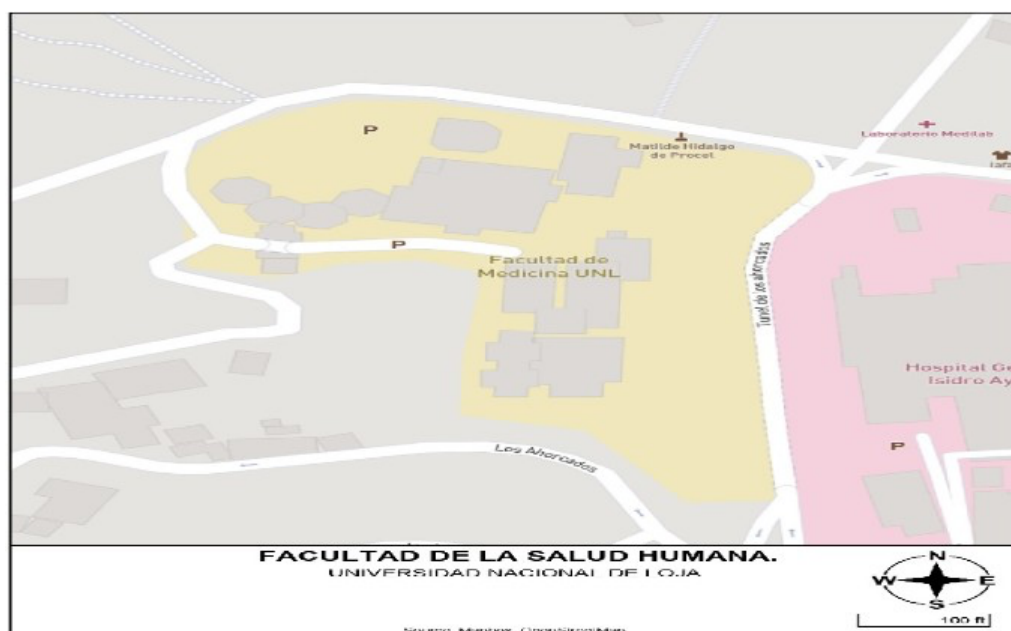 P
Laboratorio Medilab
Matilde Hidalgo
de Procel
P
Facultad de
Medicina UNL
Tunel de los ahorcados
Hospital Ge
Isidro Ay
P
Los Ahorcados
FACULTAD DE LA SALUD HUMANA.
UNIVERSIDAD NACIONAL DE LOJA
N
W E
S
100 ft